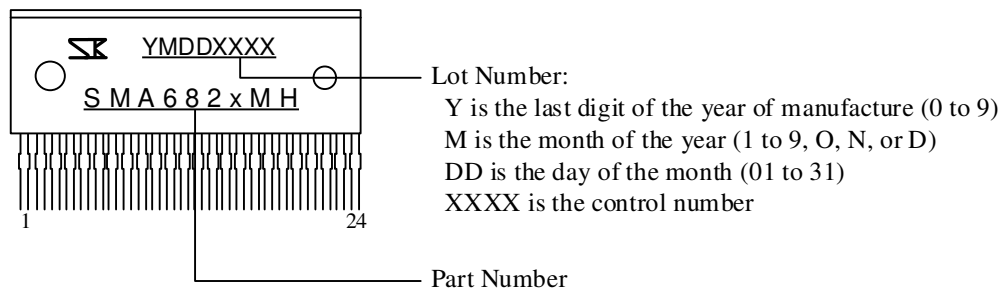 SK YMDDXXXX
SMA682xMH
1 24
Lot Number:
Y is the last digit of the year of manufacture (0 to 9)
M is the month of the year (1 to 9, O, N, or D)
DD is the day of the month (01 to 31)
XXXX is the control number
Part Number